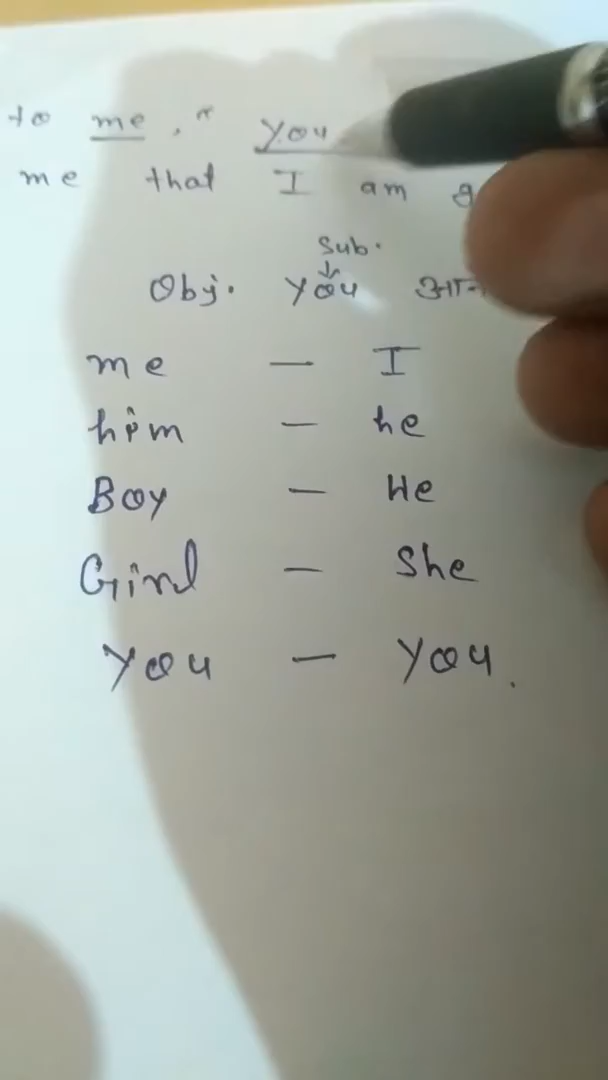 to me, " you
me that I am
Sub.
Obj. you
me — I
him — he
Boy — He
Girl — She
you — you.